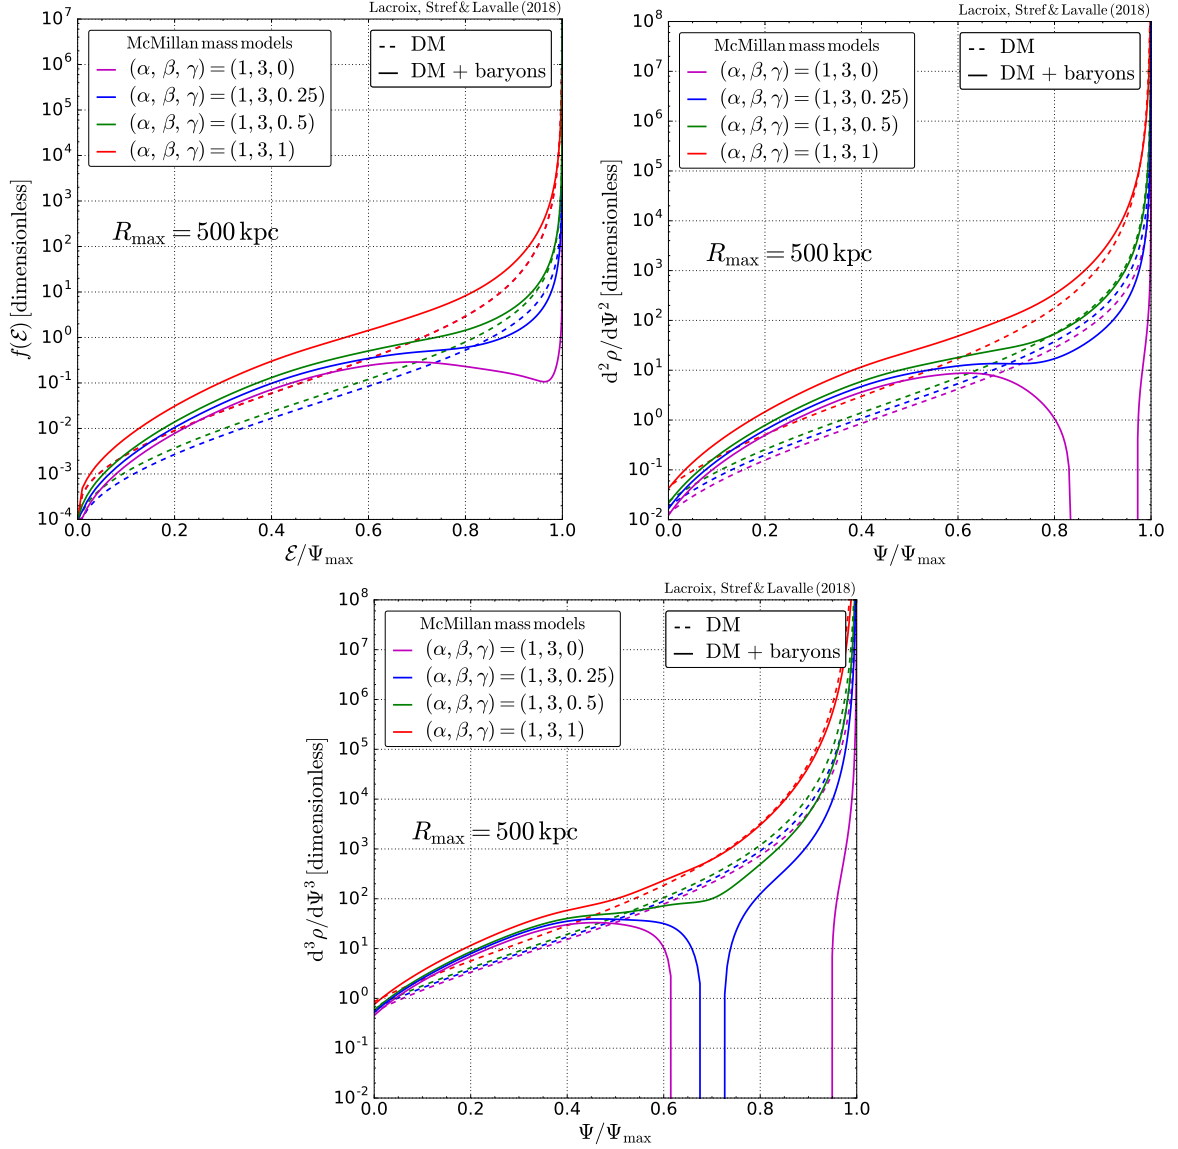 Lacroix, Stref & Lavalle (2018)
McMillan mass models
(α, β, γ) = (1, 3, 0)
(α, β, γ) = (1, 3, 0.25)
(α, β, γ) = (1, 3, 0.5)
(α, β, γ) = (1, 3, 1)
DM
DM + baryons
R_max = 500 kpc
f(ℰ) [dimensionless]
10^7
10^6
10^5
10^4
10^3
10^2
10^1
10^0
10^-1
10^-2
10^-3
10^-4
0.0 0.2 0.4 0.6 0.8 1.0
ℰ/Ψ_max
Lacroix, Stref & Lavalle (2018)
McMillan mass models
(α, β, γ) = (1, 3, 0)
(α, β, γ) = (1, 3, 0.25)
(α, β, γ) = (1, 3, 0.5)
(α, β, γ) = (1, 3, 1)
DM
DM + baryons
R_max = 500 kpc
d^2ρ/dΨ^2 [dimensionless]
10^8
10^7
10^6
10^5
10^4
10^3
10^2
10^1
10^0
10^-1
10^-2
0.0 0.2 0.4 0.6 0.8 1.0
Ψ/Ψ_max
Lacroix, Stref & Lavalle (2018)
McMillan mass models
(α, β, γ) = (1, 3, 0)
(α, β, γ) = (1, 3, 0.25)
(α, β, γ) = (1, 3, 0.5)
(α, β, γ) = (1, 3, 1)
DM
DM + baryons
R_max = 500 kpc
d^3ρ/dΨ^3 [dimensionless]
10^8
10^7
10^6
10^5
10^4
10^3
10^2
10^1
10^0
10^-1
10^-2
0.0 0.2 0.4 0.6 0.8 1.0
Ψ/Ψ_max